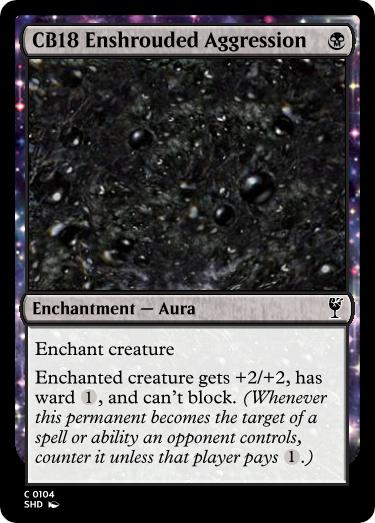 CB18 Enshrouded Aggression
Enchantment — Aura
Enchant creature
Enchanted creature gets +2/+2, has
ward 1, and can't block. (Whenever
this permanent becomes the target of a
spell or ability an opponent controls,
counter it unless that player pays 1.)
C 0104
SHD